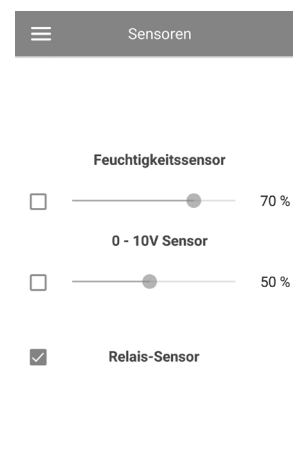 Sensoren
Feuchtigkeitssensor
70 %
0 - 10V Sensor
50 %
Relais-Sensor